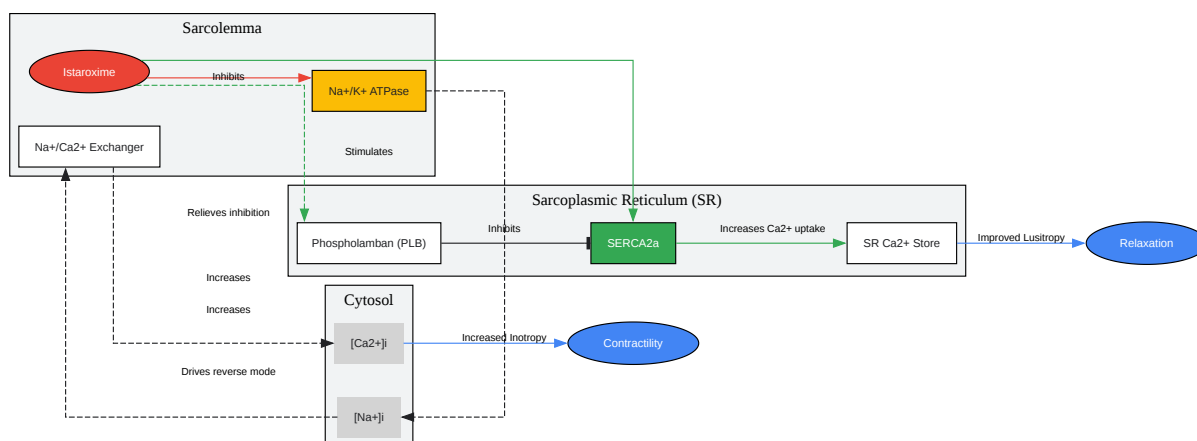 Sarcolemma
Istaroxime
Inhibits
Na+/K+ ATPase
Na+/Ca2+ Exchanger
Stimulates
Sarcoplasmic Reticulum (SR)
Relieves inhibition
Phospholamban (PLB)
Inhibits
SERCA2a
Increases Ca2+ uptake
SR Ca2+ Store
Improved Lusitropy
Relaxation
Increases
Cytosol
Increases
[Ca2+]i
Increased Inotropy
Contractility
Drives reverse mode
[Na+]i